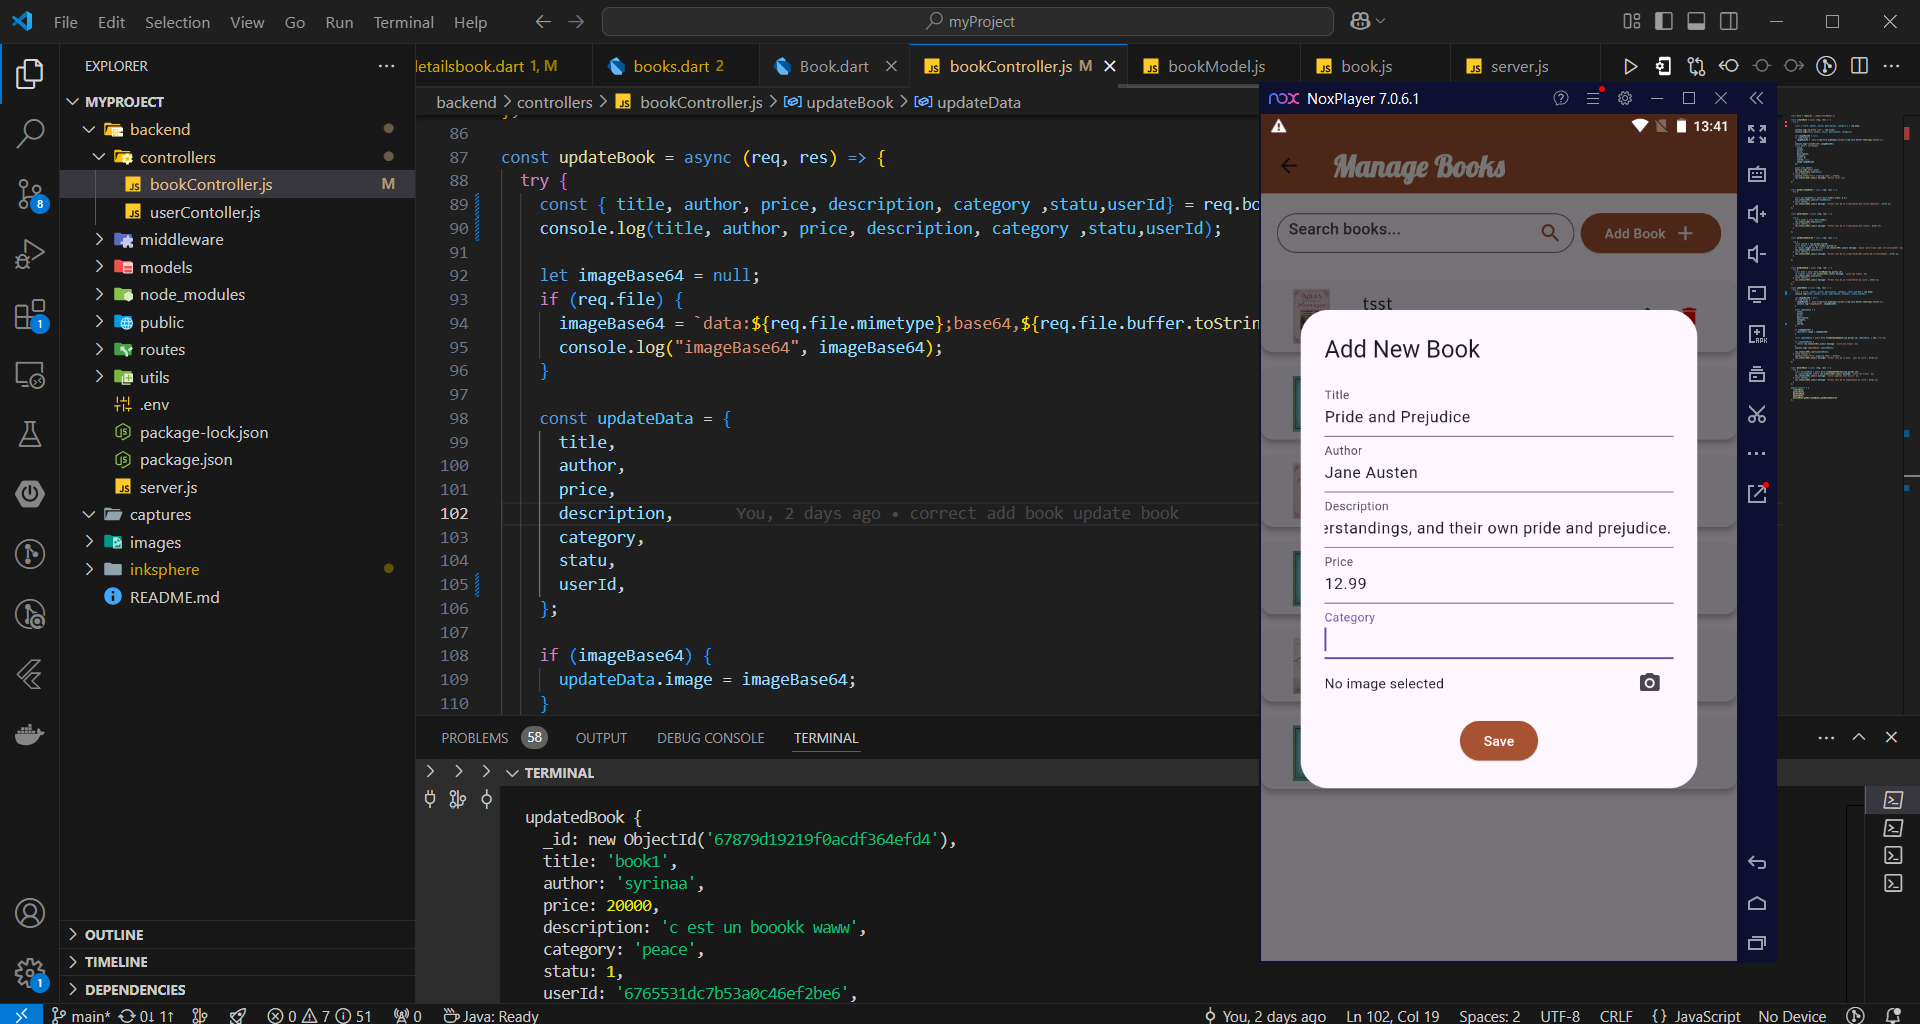 File Edit Selection View Go Run Terminal Help
myProject
EXPLORER
MYPROJECT
backend
controllers
bookController.js M
userContoller.js
middleware
models
node_modules
public
routes
utils
.env
package-lock.json
package.json
server.js
captures
images
inksphere
README.md
OUTLINE
TIMELINE
DEPENDENCIES
8
1
1
etailsbook.dart 1, M
books.dart 2
Book.dart
bookController.js M
bookModel.js
book.js
server.js
backend > controllers > bookController.js > updateBook > updateData
86
87 const updateBook = async (req, res) => {
88 try {
89 const { title, author, price, description, category ,statu,userId} = req.bo
90 console.log(title, author, price, description, category ,statu,userId);
91
92 let imageBase64 = null;
93 if (req.file) {
94 imageBase64 = `data:${req.file.mimetype};base64,${req.file.buffer.toStrin
95 console.log("imageBase64", imageBase64);
96 }
97
98 const updateData = {
99 title,
100 author,
101 price,
102 description, You, 2 days ago • correct add book update book
103 category,
104 statu,
105 userId,
106 };
107
108 if (imageBase64) {
109 updateData.image = imageBase64;
110 }
PROBLEMS 58 OUTPUT DEBUG CONSOLE TERMINAL
TERMINAL
updatedBook {
_id: new ObjectId('67879d19219f0acdf364efd4'),
title: 'book1',
author: 'syrinaa',
price: 20000,
description: 'c est un boookk waww',
category: 'peace',
statu: 1,
userId: '6765531dc7b53a0c46ef2be6',
nox NoxPlayer 7.0.6.1
13:41
Manage Books
Search books...
Add Book +
tsst
Add New Book
Title
Pride and Prejudice
Author
Jane Austen
Description
erstandings, and their own pride and prejudice.
Price
12.99
Category
No image selected
Save
APK
main* 0↓ 1↑ 0 7 51 0 Java: Ready
You, 2 days ago Ln 102, Col 19 Spaces: 2 UTF-8 CRLF {} JavaScript No Device